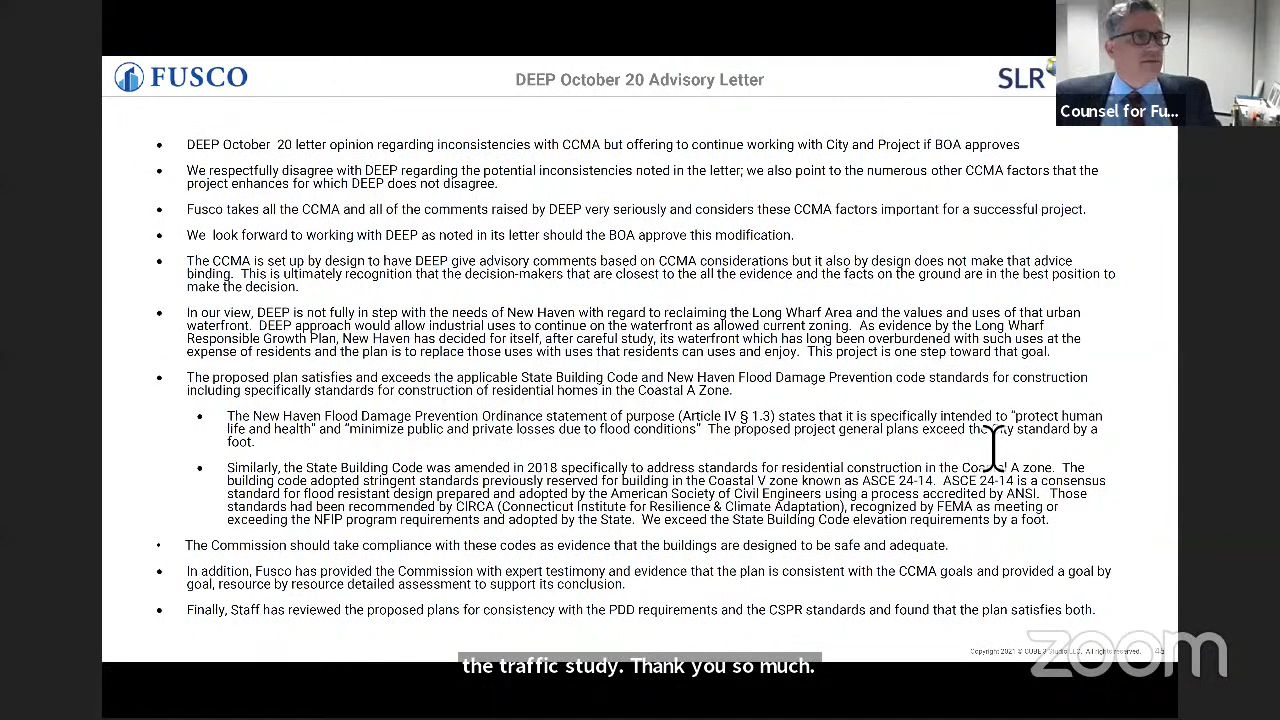 FUSCO
DEEP October 20 Advisory Letter
SLR
Counsel for Fu...
• DEEP October 20 letter opinion regarding inconsistencies with CCMA but offering to continue working with City and Project if BOA approves
• We respectfully disagree with DEEP regarding the potential inconsistencies noted in the letter; we also point to the numerous other CCMA factors that the
project enhances for which DEEP does not disagree.
• Fusco takes all the CCMA and all of the comments raised by DEEP very seriously and considers these CCMA factors important for a successful project.
• We look forward to working with DEEP as noted in its letter should the BOA approve this modification.
• The CCMA is set up by design to have DEEP give advisory comments based on CCMA considerations but it also by design does not make that advice
binding. This is ultimately recognition that the decision-makers that are closest to the all the evidence and the facts on the ground are in the best position to
make the decision.
• In our view, DEEP is not fully in step with the needs of New Haven with regard to reclaiming the Long Wharf Area and the values and uses of that urban
waterfront. DEEP approach would allow industrial uses to continue on the waterfront as allowed current zoning. As evidence by the Long Wharf
Responsible Growth Plan, New Haven has decided for itself, after careful study, its waterfront which has long been overburdened with such uses at the
expense of residents and the plan is to replace those uses with uses that residents can uses and enjoy. This project is one step toward that goal.
• The proposed plan satisfies and exceeds the applicable State Building Code and New Haven Flood Damage Prevention code standards for construction
including specifically standards for construction of residential homes in the Coastal A Zone.
• The New Haven Flood Damage Prevention Ordinance statement of purpose (Article IV § 1.3) states that it is specifically intended to “protect human
life and health” and “minimize public and private losses due to flood conditions” The proposed project general plans exceed the city standard by a
foot.
• Similarly, the State Building Code was amended in 2018 specifically to address standards for residential construction in the Coastal A zone. The
building code adopted stringent standards previously reserved for building in the Coastal V zone known as ASCE 24-14. ASCE 24-14 is a consensus
standard for flood resistant design prepared and adopted by the American Society of Civil Engineers using a process accredited by ANSI. Those
standards had been recommended by CIRCA (Connecticut Institute for Resilience & Climate Adaptation), recognized by FEMA as meeting or
exceeding the NFIP program requirements and adopted by the State. We exceed the State Building Code elevation requirements by a foot.
• The Commission should take compliance with these codes as evidence that the buildings are designed to be safe and adequate.
• In addition, Fusco has provided the Commission with expert testimony and evidence that the plan is consistent with the CCMA goals and provided a goal by
goal, resource by resource detailed assessment to support its conclusion.
• Finally, Staff has reviewed the proposed plans for consistency with the PDD requirements and the CSPR standards and found that the plan satisfies both.
Copyright 2021 © CUBE 3 Studio LLC. All rights reserved.
zoom
the traffic study. Thank you so much.